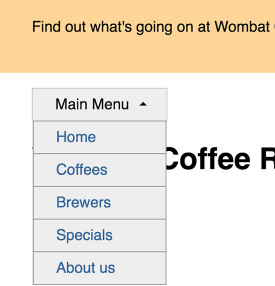 Find out what's going on at Wombat
Main Menu
Home
Coffees
Coffee R
Brewers
Specials
About us